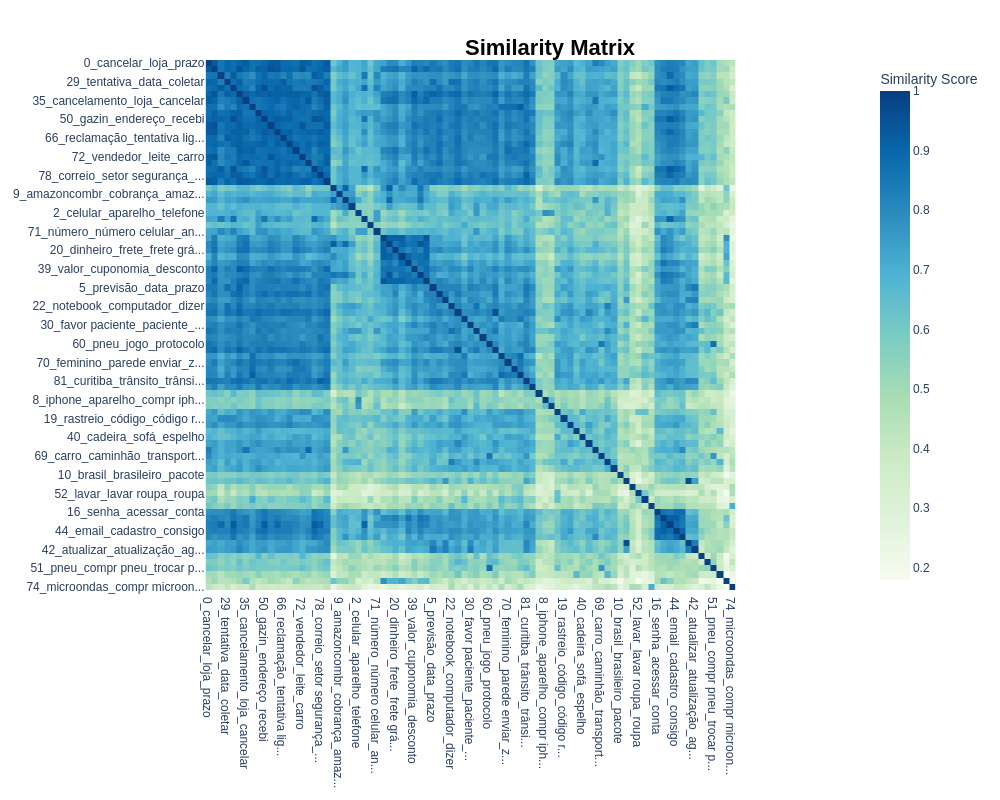 Similarity Matrix
Similarity Score
0_cancelar_loja_prazo
29_tentativa_data_coletar
35_cancelamento_loja_cancelar
50_gazin_endereço_recebi
66_reclamação_tentativa lig...
72_vendedor_leite_carro
78_correio_setor segurança_...
9_amazoncombr_cobrança_amaz...
2_celular_aparelho_telefone
71_número_número celular_an...
20_dinheiro_frete_frete grá...
39_valor_cuponomia_desconto
5_previsão_data_prazo
22_notebook_computador_dizer
30_favor paciente_paciente_...
60_pneu_jogo_protocolo
70_feminino_parede enviar_z...
81_curitiba_trânsito_trânsi...
8_iphone_aparelho_compr iph...
19_rastreio_código_código r...
40_cadeira_sofá_espelho
69_carro_caminhão_transport...
10_brasil_brasileiro_pacote
52_lavar_lavar roupa_roupa
16_senha_acessar_conta
44_email_cadastro_consigo
42_atualizar_atualização_ag...
51_pneu_compr pneu_trocar p...
74_microondas_compr microon...
1
0.9
0.8
0.7
0.6
0.5
0.4
0.3
0.2
0_cancelar_loja_prazo
29_tentativa_data_coletar
35_cancelamento_loja_cancelar
50_gazin_endereço_recebi
66_reclamação_tentativa lig...
72_vendedor_leite_carro
78_correio_setor segurança_...
9_amazoncombr_cobrança_amaz...
2_celular_aparelho_telefone
71_número_número celular_an...
20_dinheiro_frete_frete grá...
39_valor_cuponomia_desconto
5_previsão_data_prazo
22_notebook_computador_dizer
30_favor paciente_paciente_...
60_pneu_jogo_protocolo
70_feminino_parede enviar_z...
81_curitiba_trânsito_trânsi...
8_iphone_aparelho_compr iph...
19_rastreio_código_código r...
40_cadeira_sofá_espelho
69_carro_caminhão_transport...
10_brasil_brasileiro_pacote
52_lavar_lavar roupa_roupa
16_senha_acessar_conta
44_email_cadastro_consigo
42_atualizar_atualização_ag...
51_pneu_compr pneu_trocar p...
74_microondas_compr microon...